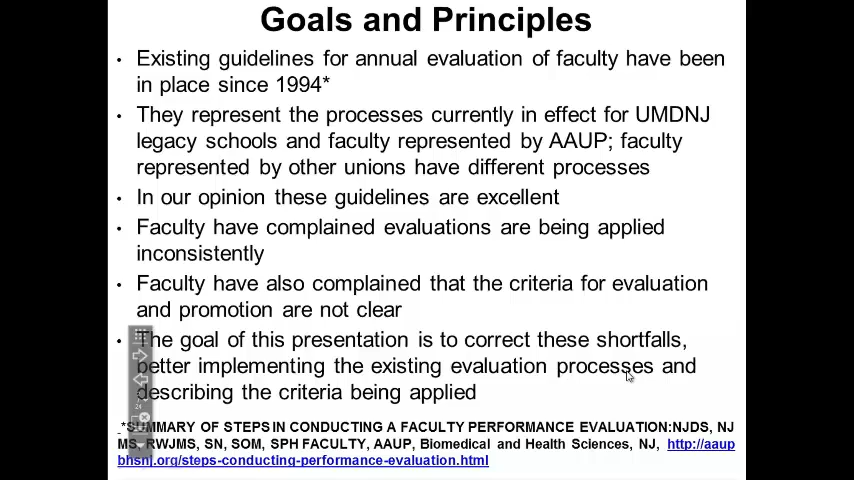 Goals and Principles
• Existing guidelines for annual evaluation of faculty have been
in place since 1994*
• They represent the processes currently in effect for UMDNJ
legacy schools and faculty represented by AAUP; faculty
represented by other unions have different processes
• In our opinion these guidelines are excellent
• Faculty have complained evaluations are being applied
inconsistently
• Faculty have also complained that the criteria for evaluation
and promotion are not clear
• The goal of this presentation is to correct these shortfalls,
better implementing the existing evaluation processes and
describing the criteria being applied
24
*SUMMARY OF STEPS IN CONDUCTING A FACULTY PERFORMANCE EVALUATION:NJDS, NJ
MS, RWJMS, SN, SOM, SPH FACULTY, AAUP, Biomedical and Health Sciences, NJ, http://aaup
bhsnj.org/steps-conducting-performance-evaluation.html